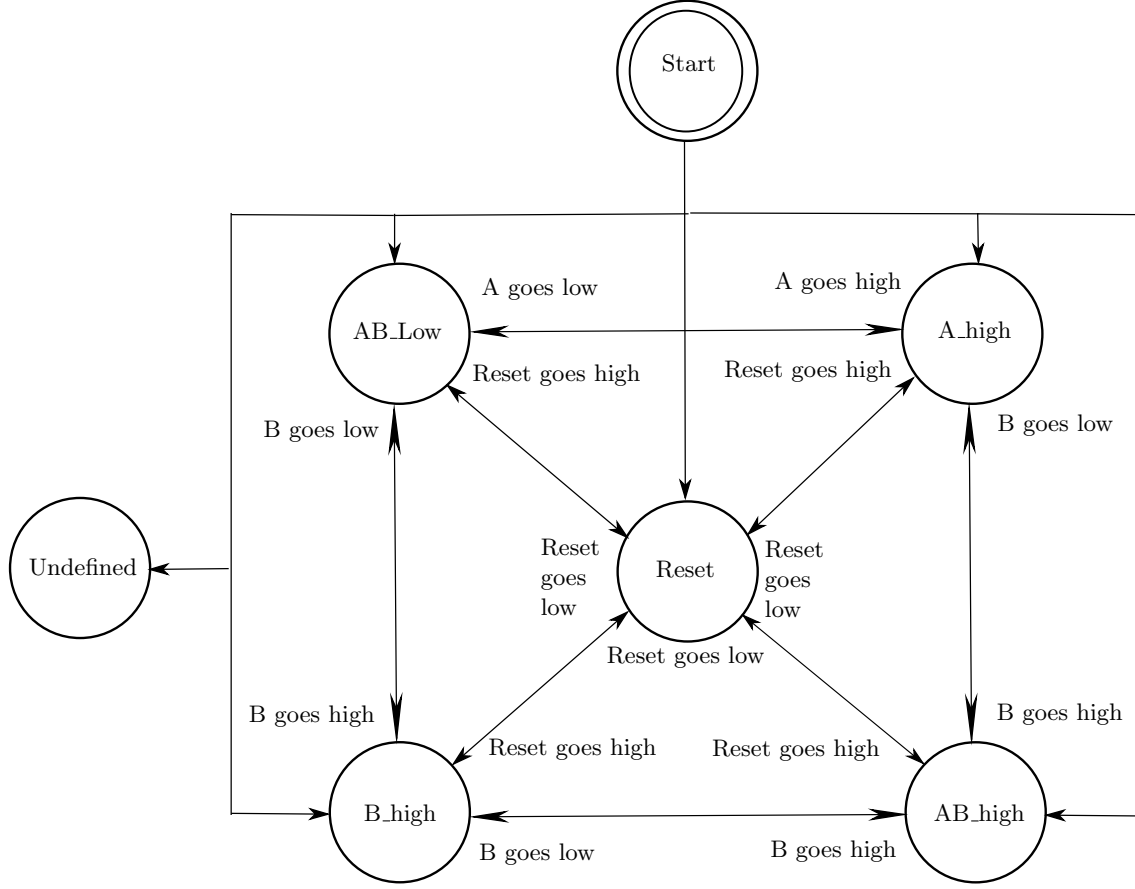 Start
A goes low
A goes high
AB_Low
A_high
Reset goes high
Reset goes high
B goes low
B goes low
Undefined
Reset
goes
low
Reset
Reset
goes
low
Reset goes low
B goes high
B goes high
Reset goes high
Reset goes high
B_high
AB_high
B goes low
B goes high